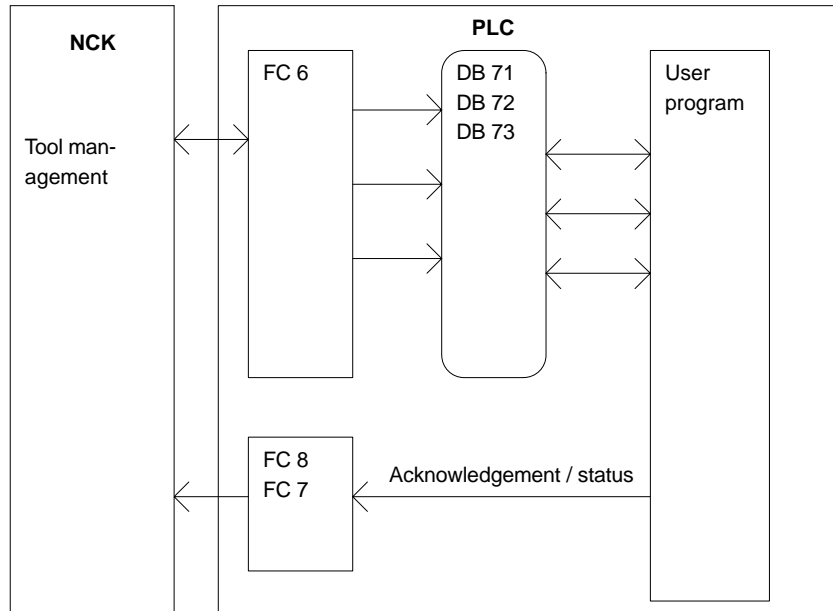 NCK
Tool man-
agement
PLC
FC 6
DB 71
DB 72
DB 73
User
program
FC 8
FC 7
Acknowledgement / status